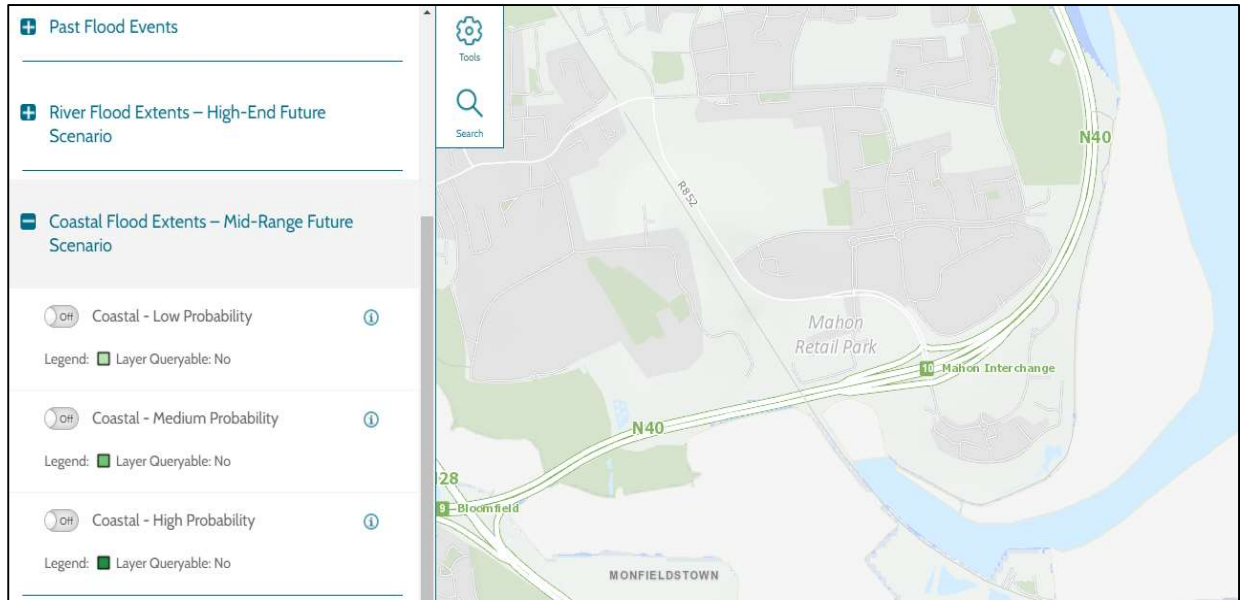 Past Flood Events
River Flood Extents – High-End Future
Scenario
Coastal Flood Extents – Mid-Range Future
Scenario
Off Coastal - Low Probability
Legend: Layer Queryable: No
Off Coastal - Medium Probability
Legend: Layer Queryable: No
Off Coastal - High Probability
Legend: Layer Queryable: No
Tools
Search
N40
R852
Mahon
Retail Park
10 Mahon Interchange
N40
28
9 Bloomfield
MONFIELDSTOWN